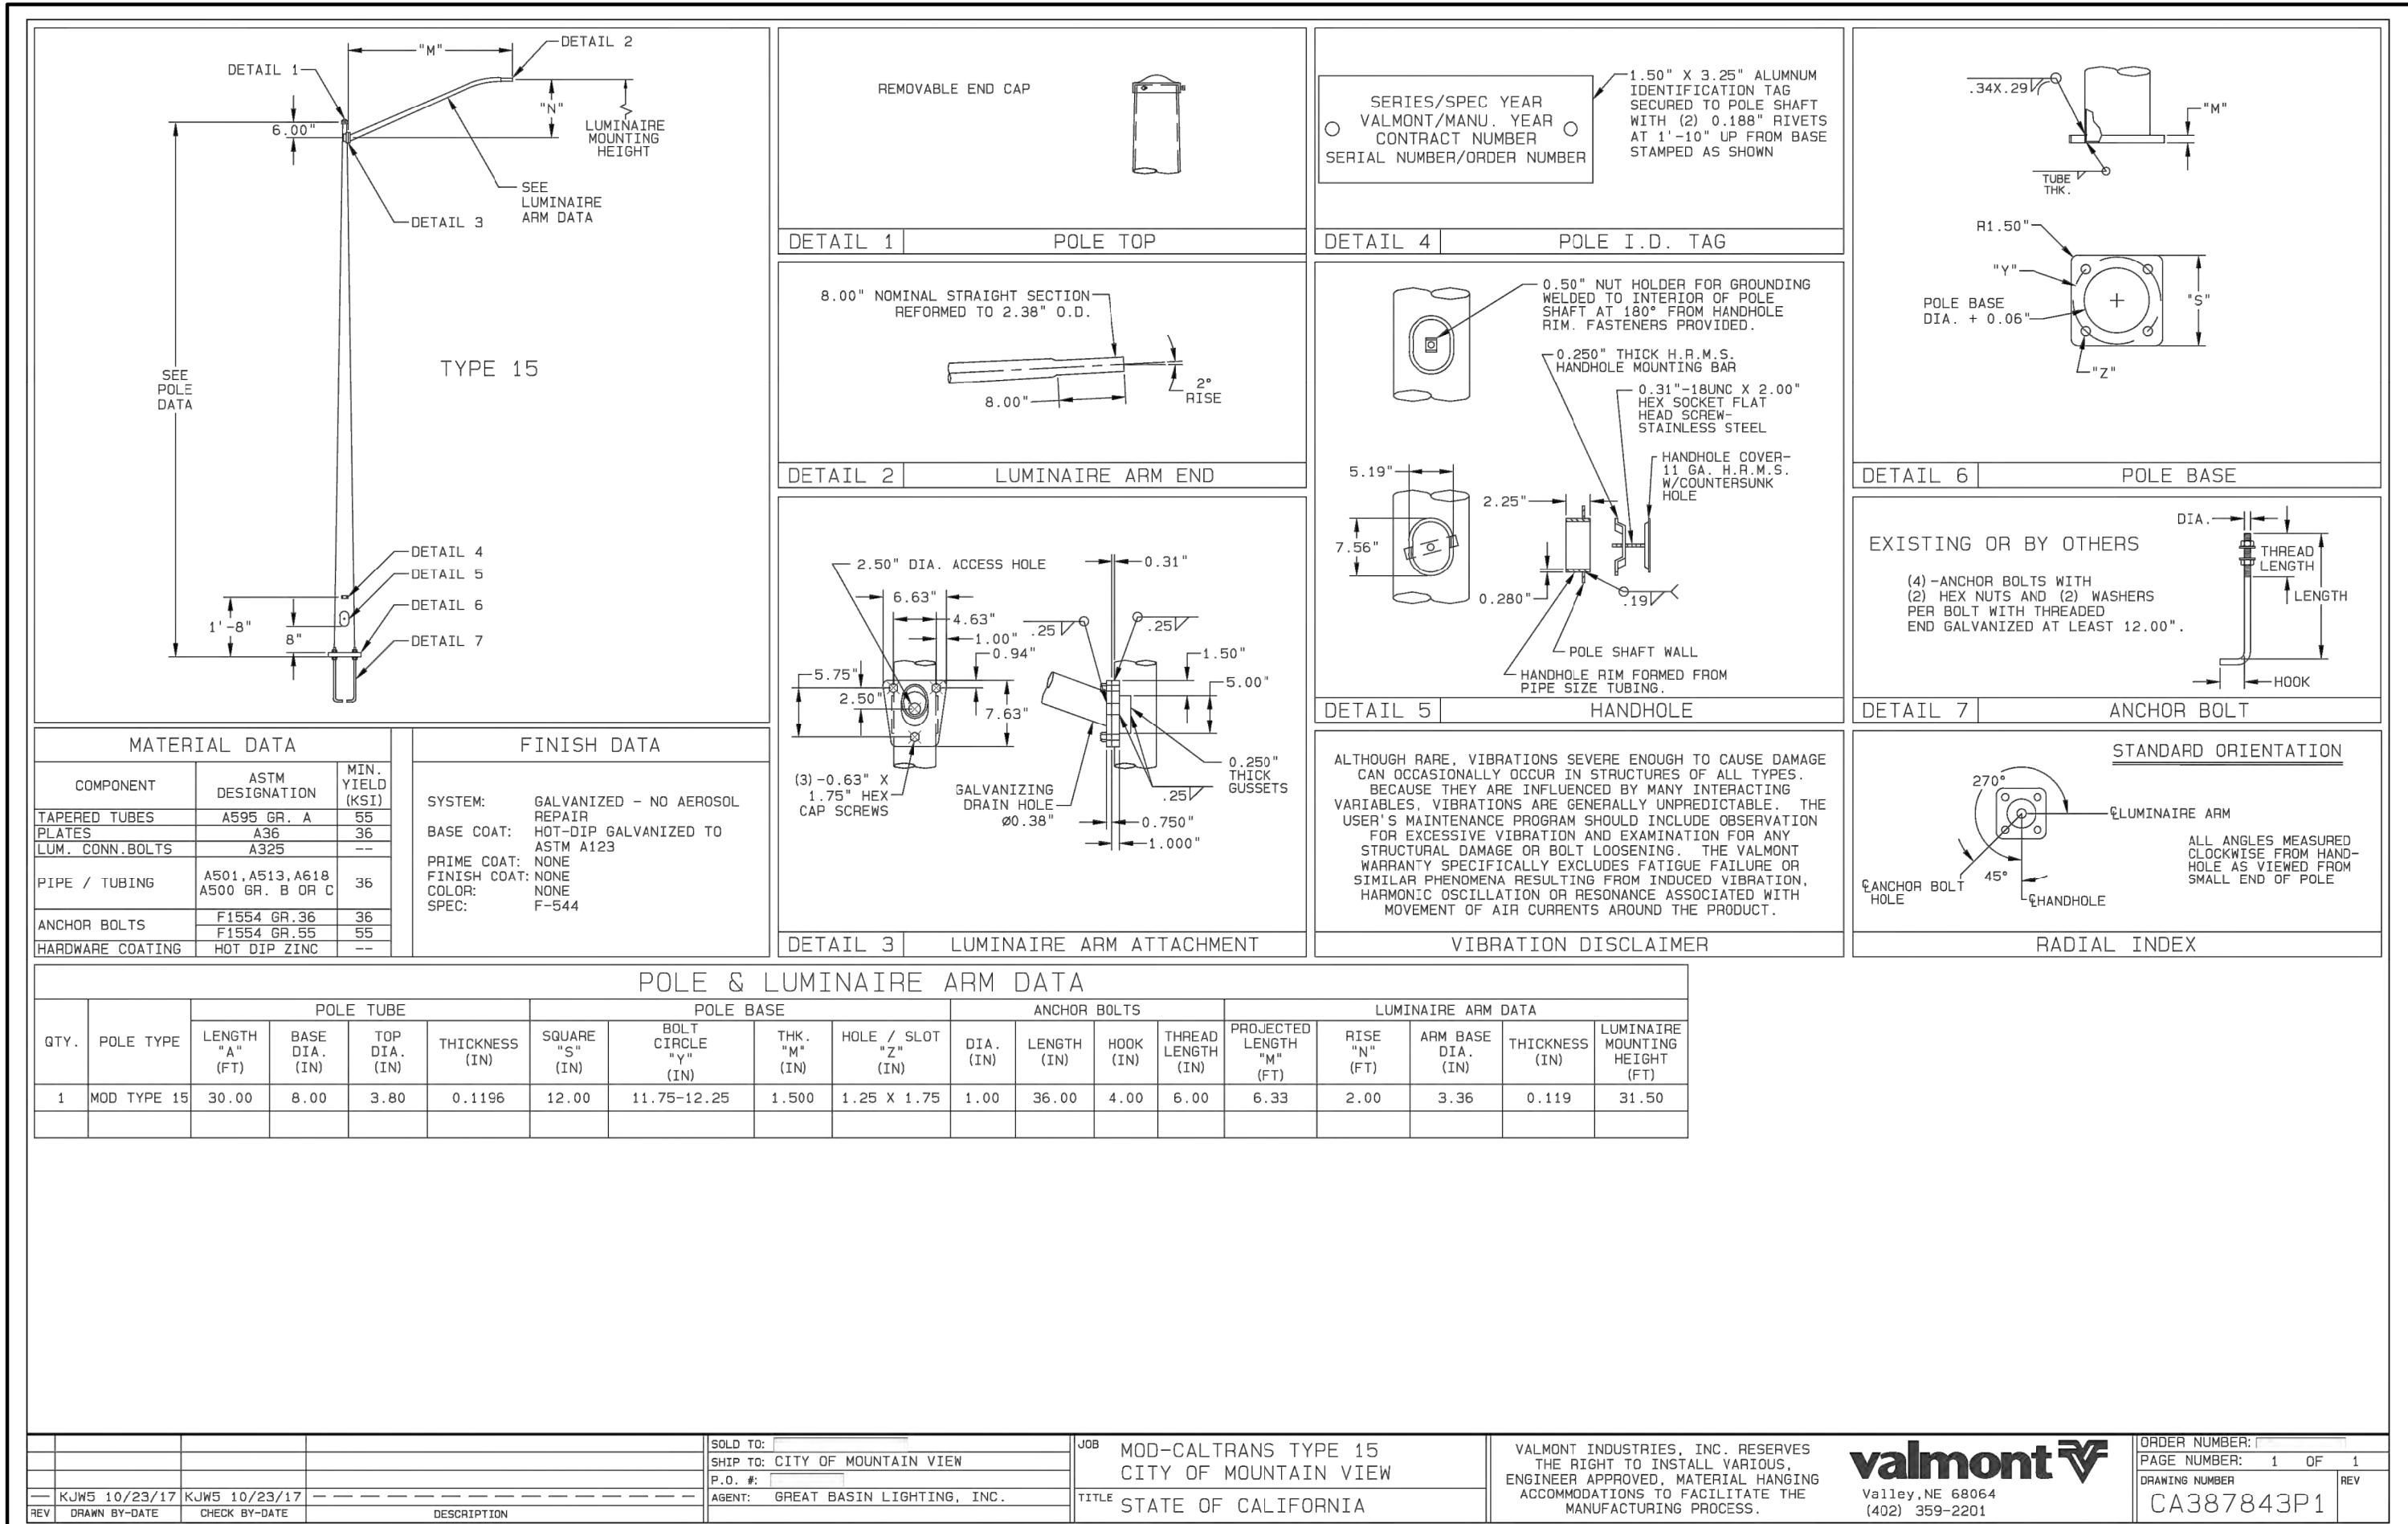 "M"
DETAIL 2
DETAIL 1
6.00"
"N"
LUMINAIRE
MOUNTING
HEIGHT
SEE
LUMINAIRE
ARM DATA
DETAIL 3
SEE
POLE
DATA
TYPE 15
DETAIL 4
DETAIL 5
DETAIL 6
DETAIL 7
1'-8"
8"
REMOVABLE END CAP
DETAIL 1 POLE TOP
8.00" NOMINAL STRAIGHT SECTION
REFORMED TO 2.38" O.D.
8.00"
2°
RISE
DETAIL 2 LUMINAIRE ARM END
2.50" DIA. ACCESS HOLE
0.31"
6.63"
4.63"
.25
.25
1.00"
0.94"
1.50"
5.75"
5.00"
2.50"
7.63"
0.250"
THICK
GUSSETS
(3)-0.63" X
1.75" HEX
CAP SCREWS
GALVANIZING
DRAIN HOLE
Ø0.38"
.25
0.750"
1.000"
DETAIL 3 LUMINAIRE ARM ATTACHMENT
SERIES/SPEC YEAR
VALMONT/MANU. YEAR
CONTRACT NUMBER
SERIAL NUMBER/ORDER NUMBER
1.50" X 3.25" ALUMNUM
IDENTIFICATION TAG
SECURED TO POLE SHAFT
WITH (2) 0.188" RIVETS
AT 1'-10" UP FROM BASE
STAMPED AS SHOWN
DETAIL 4 POLE I.D. TAG
0.50" NUT HOLDER FOR GROUNDING
WELDED TO INTERIOR OF POLE
SHAFT AT 180° FROM HANDHOLE
RIM. FASTENERS PROVIDED.
0.250" THICK H.R.M.S.
HANDHOLE MOUNTING BAR
0.31"-18UNC X 2.00"
HEX SOCKET FLAT
HEAD SCREW-
STAINLESS STEEL
HANDHOLE COVER-
11 GA. H.R.M.S.
W/COUNTERSUNK
HOLE
5.19"
2.25"
7.56"
0.280"
.19
POLE SHAFT WALL
HANDHOLE RIM FORMED FROM
PIPE SIZE TUBING.
DETAIL 5 HANDHOLE
.34X.29
"M"
TUBE
THK.
R1.50"
"Y"
POLE BASE
DIA. + 0.06"
"S"
"Z"
DETAIL 6 POLE BASE
EXISTING OR BY OTHERS
(4)-ANCHOR BOLTS WITH
(2) HEX NUTS AND (2) WASHERS
PER BOLT WITH THREADED
END GALVANIZED AT LEAST 12.00".
DIA.
THREAD
LENGTH
LENGTH
HOOK
DETAIL 7 ANCHOR BOLT
MATERIAL DATA
COMPONENT ASTM DESIGNATION MIN. YIELD (KSI)
TAPERED TUBES A595 GR. A 55
PLATES A36 36
LUM. CONN.BOLTS A325 --
PIPE / TUBING A501,A513,A618 A500 GR. B OR C 36
ANCHOR BOLTS F1554 GR.36 36
F1554 GR.55 55
HARDWARE COATING HOT DIP ZINC --
FINISH DATA
SYSTEM: GALVANIZED - NO AEROSOL
REPAIR
BASE COAT: HOT-DIP GALVANIZED TO
ASTM A123
PRIME COAT: NONE
FINISH COAT: NONE
COLOR: NONE
SPEC: F-544
ALTHOUGH RARE, VIBRATIONS SEVERE ENOUGH TO CAUSE DAMAGE
CAN OCCASIONALLY OCCUR IN STRUCTURES OF ALL TYPES.
BECAUSE THEY ARE INFLUENCED BY MANY INTERACTING
VARIABLES, VIBRATIONS ARE GENERALLY UNPREDICTABLE. THE
USER'S MAINTENANCE PROGRAM SHOULD INCLUDE OBSERVATION
FOR EXCESSIVE VIBRATION AND EXAMINATION FOR ANY
STRUCTURAL DAMAGE OR BOLT LOOSENING. THE VALMONT
WARRANTY SPECIFICALLY EXCLUDES FATIGUE FAILURE OR
SIMILAR PHENOMENA RESULTING FROM INDUCED VIBRATION,
HARMONIC OSCILLATION OR RESONANCE ASSOCIATED WITH
MOVEMENT OF AIR CURRENTS AROUND THE PRODUCT.
VIBRATION DISCLAIMER
STANDARD ORIENTATION
270°
℄LUMINAIRE ARM
ALL ANGLES MEASURED
CLOCKWISE FROM HAND-
HOLE AS VIEWED FROM
SMALL END OF POLE
℄ANCHOR BOLT
HOLE
45°
℄HANDHOLE
RADIAL INDEX
POLE & LUMINAIRE ARM DATA
POLE TUBE POLE BASE ANCHOR BOLTS LUMINAIRE ARM DATA
QTY. POLE TYPE LENGTH "A" (FT) BASE DIA. (IN) TOP DIA. (IN) THICKNESS (IN) SQUARE "S" (IN) BOLT CIRCLE "Y" (IN) THK. "M" (IN) HOLE / SLOT "Z" (IN) DIA. (IN) LENGTH (IN) HOOK (IN) THREAD LENGTH (IN) PROJECTED LENGTH "M" (FT) RISE "N" (FT) ARM BASE DIA. (IN) THICKNESS (IN) LUMINAIRE MOUNTING HEIGHT (FT)
1 MOD TYPE 15 30.00 8.00 3.80 0.1196 12.00 11.75-12.25 1.500 1.25 X 1.75 1.00 36.00 4.00 6.00 6.33 2.00 3.36 0.119 31.50
KJW5 10/23/17 KJW5 10/23/17
REV DRAWN BY-DATE CHECK BY-DATE DESCRIPTION
SOLD TO:
SHIP TO: CITY OF MOUNTAIN VIEW
P.O. #:
AGENT: GREAT BASIN LIGHTING, INC.
JOB MOD-CALTRANS TYPE 15
CITY OF MOUNTAIN VIEW
TITLE STATE OF CALIFORNIA
VALMONT INDUSTRIES, INC. RESERVES
THE RIGHT TO INSTALL VARIOUS,
ENGINEER APPROVED, MATERIAL HANGING
ACCOMMODATIONS TO FACILITATE THE
MANUFACTURING PROCESS.
valmont
Valley,NE 68064
(402) 359-2201
ORDER NUMBER:
PAGE NUMBER: 1 OF 1
DRAWING NUMBER REV
CA387843P1